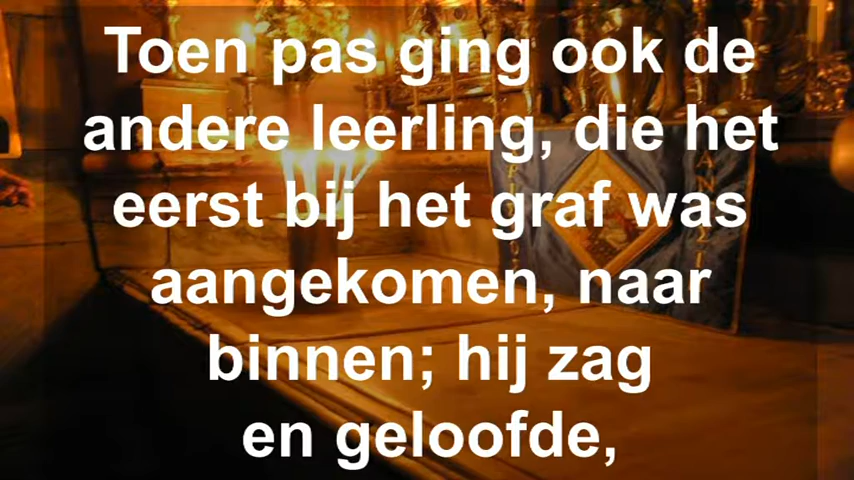 Toen pas ging ook de
andere leerling, die het
eerst bij het graf was
aangekomen, naar
binnen; hij zag
en geloofde,